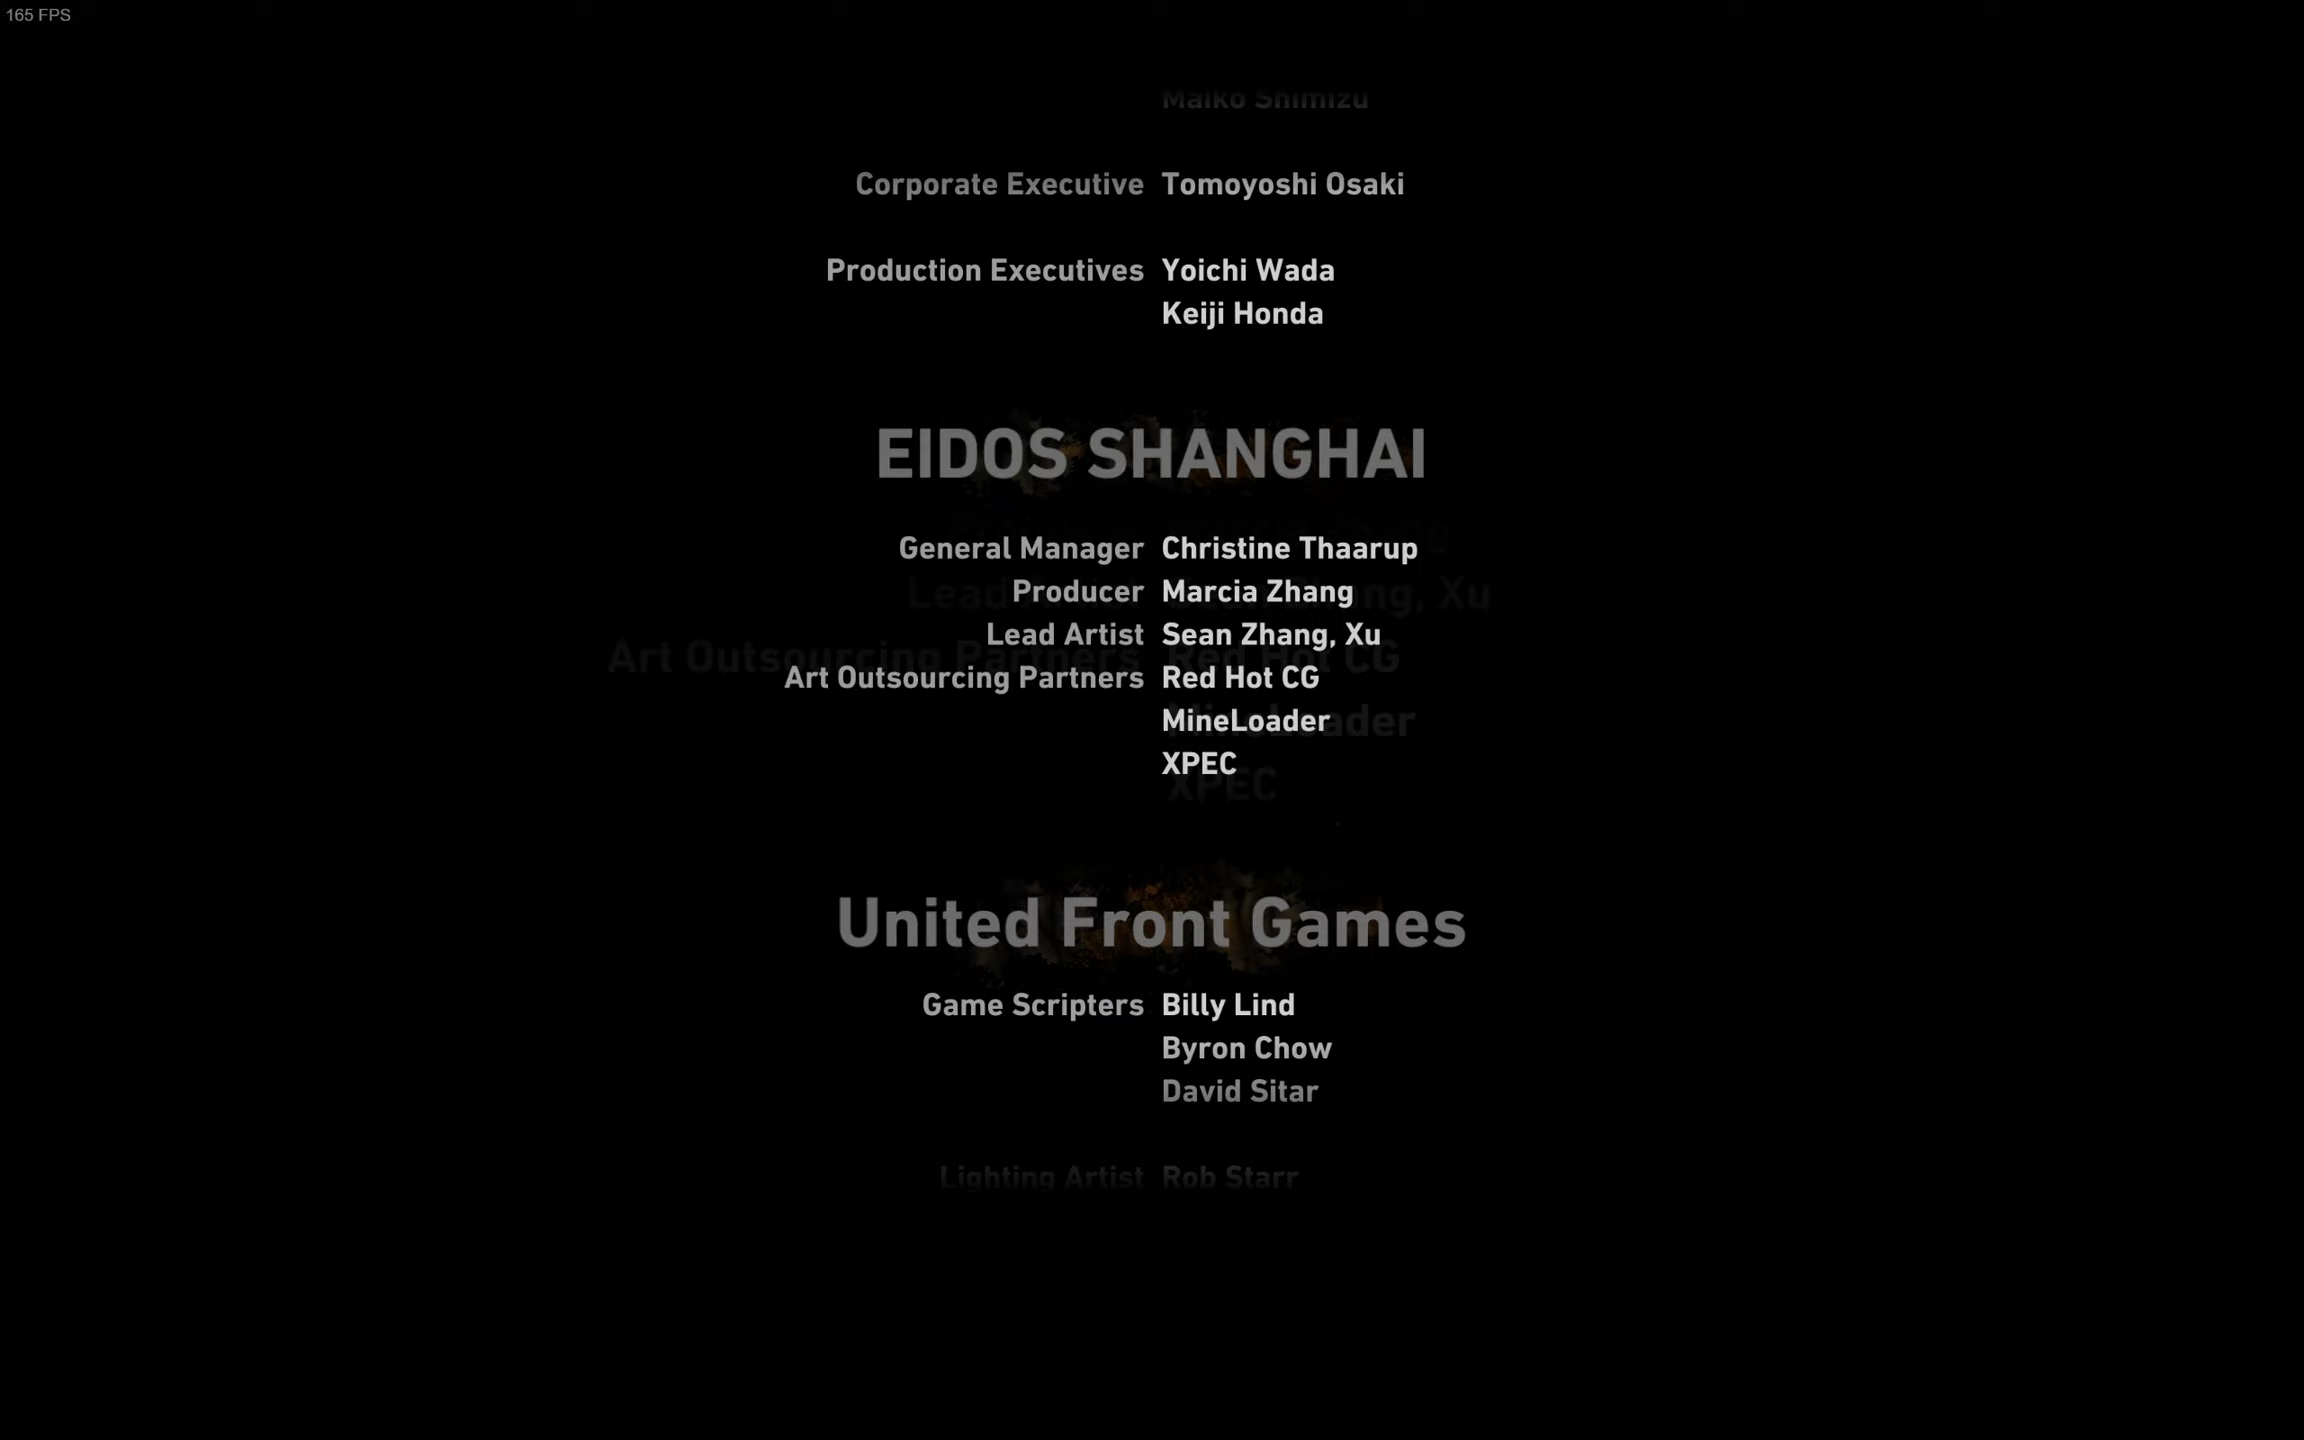 165 FPS
Maiko Shimizu
Corporate Executive Tomoyoshi Osaki
Production Executives Yoichi Wada
Keiji Honda
EIDOS SHANGHAI
General Manager Christine Thaarup
Producer Marcia Zhang
Lead Artist Sean Zhang, Xu
Art Outsourcing Partners Red Hot CG
MineLoader
XPEC
United Front Games
Game Scripters Billy Lind
Byron Chow
David Sitar
Lighting Artist Rob Starr